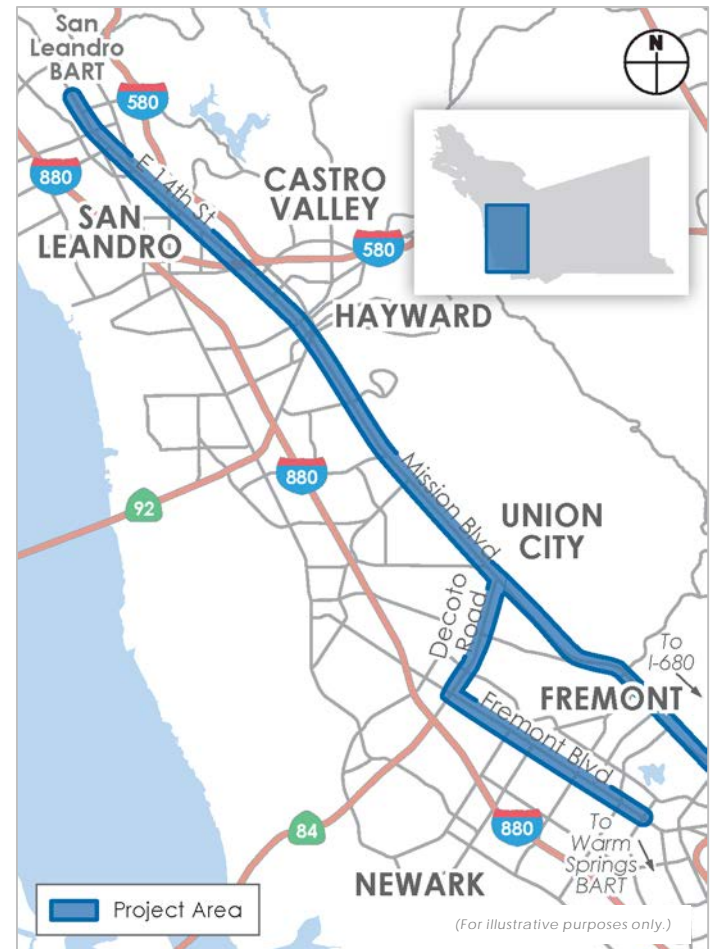 San
Leandro
BART
N
580
880
E 14th St
CASTRO
VALLEY
SAN
LEANDRO
580
HAYWARD
880
92
Mission Blvd
UNION
CITY
Decoto
Road
To
I-680
FREMONT
Fremont Blvd
84
880
To
Warm
Springs
BART
NEWARK
Project Area
(For illustrative purposes only.)